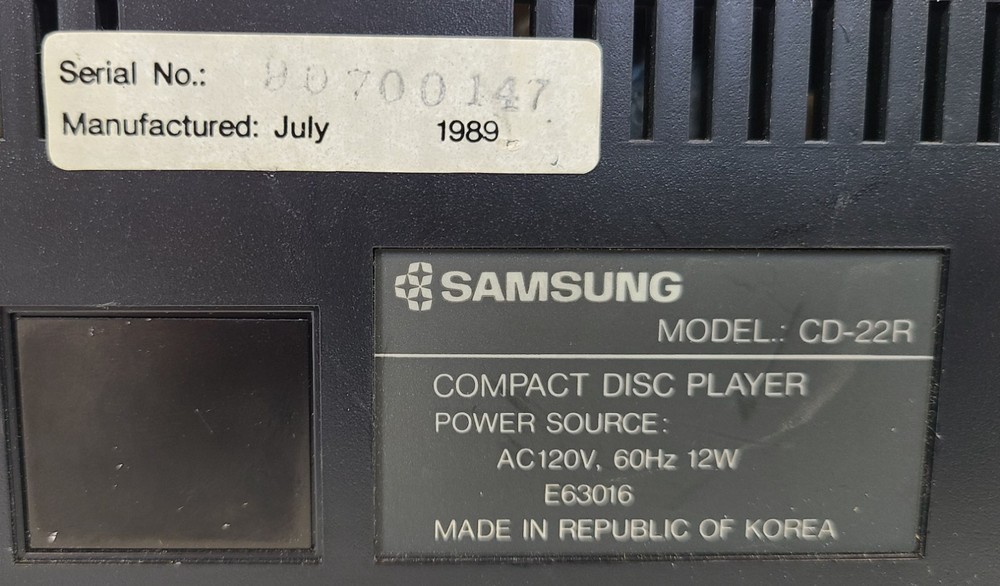 Serial No.: 90700147
Manufactured: July 1989
SAMSUNG
MODEL.: CD-22R
COMPACT DISC PLAYER
POWER SOURCE:
AC120V, 60Hz 12W
E63016
MADE IN REPUBLIC OF KOREA